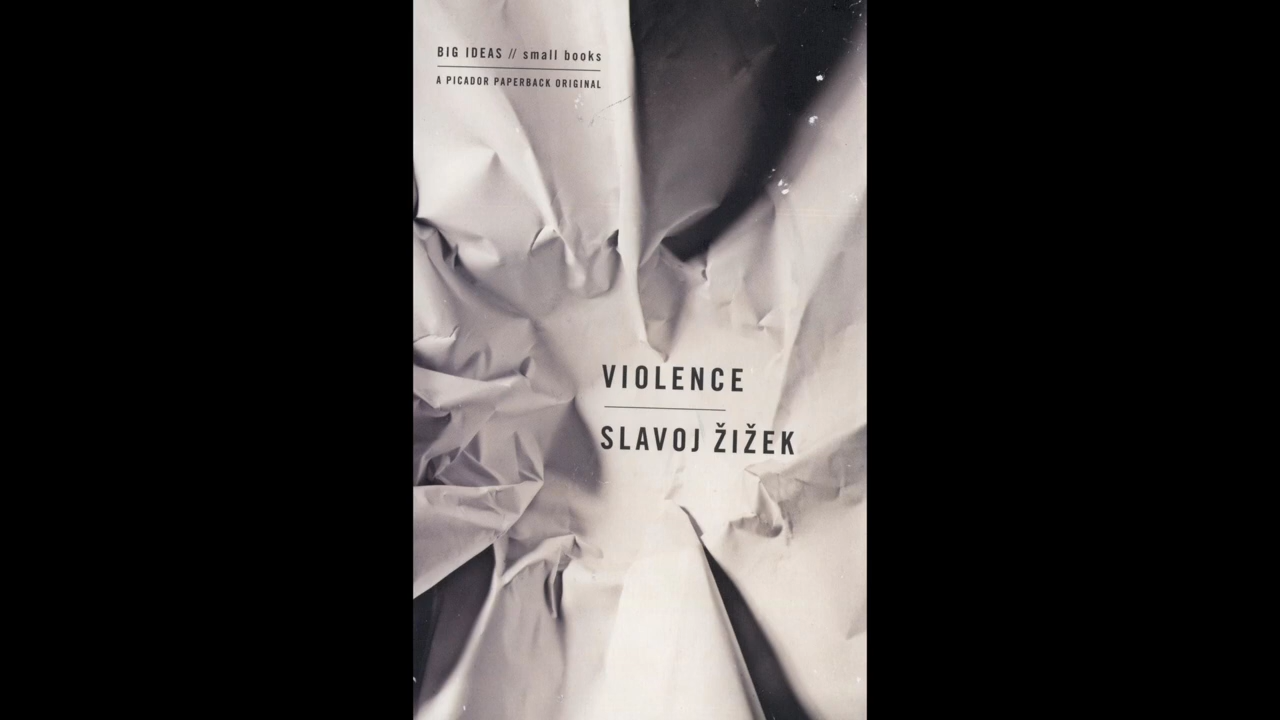 BIG IDEAS // small books
A PICADOR PAPERBACK ORIGINAL
VIOLENCE
SLAVOJ ŽIŽEK